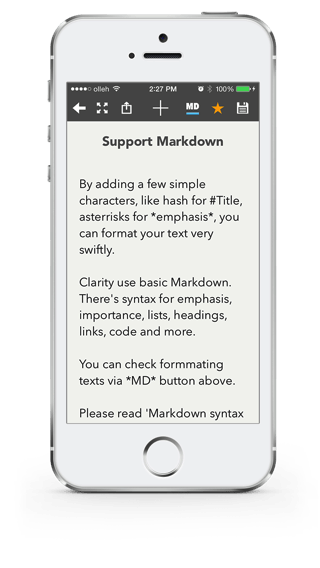 olleh 2:27 PM 100%
MD
Support Markdown
By adding a few simple
characters, like hash for #Title,
asterrisks for *emphasis*, you
can format your text very
swiftly.
Clarity use basic Markdown.
There's syntax for emphasis,
importance, lists, headings,
links, code and more.
You can check formmating
texts via *MD* button above.
Please read 'Markdown syntax